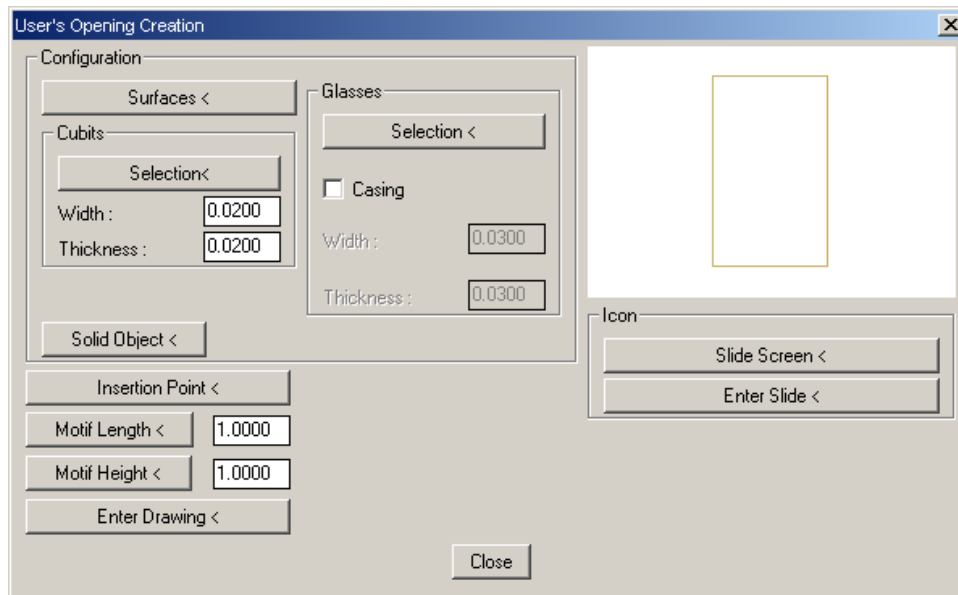 User's Opening Creation
Configuration
Surfaces <
Cubits
Selection<
Width : 0.0200
Thickness : 0.0200
Glasses
Selection <
Casing
Width : 0.0300
Thickness : 0.0300
Solid Object <
Insertion Point <
Motif Length < 1.0000
Motif Height < 1.0000
Enter Drawing <
Icon
Slide Screen <
Enter Slide <
Close